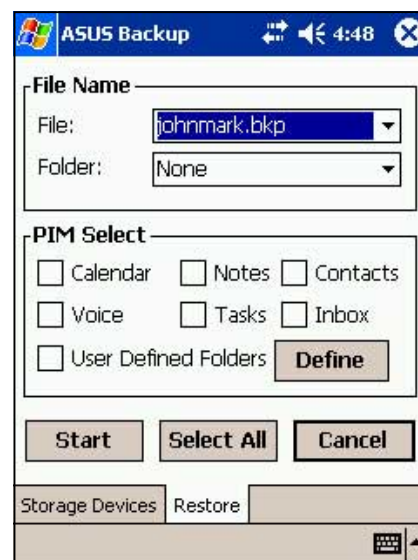 ASUS Backup 4:48
File Name
File: johnmark.bkp
Folder: None
PIM Select
Calendar Notes Contacts
Voice Tasks Inbox
User Defined Folders Define
Start Select All Cancel
Storage Devices Restore